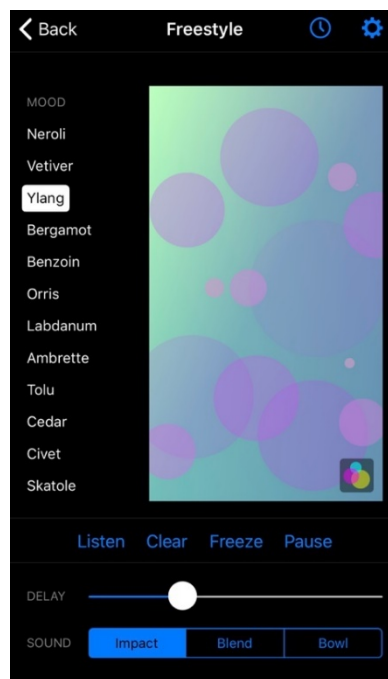 Back Freestyle
MOOD
Neroli
Vetiver
Ylang
Bergamot
Benzoin
Orris
Labdanum
Ambrette
Tolu
Cedar
Civet
Skatole
Listen Clear Freeze Pause
DELAY
SOUND Impact Blend Bowl